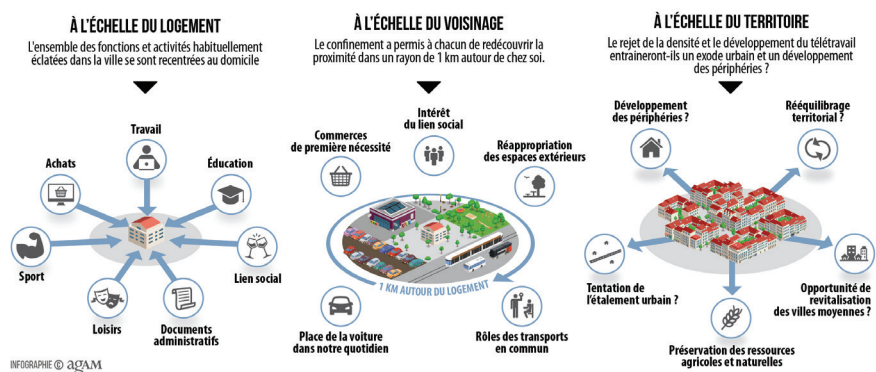 À L'ÉCHELLE DU LOGEMENT
L'ensemble des fonctions et activités habituellement
éclatées dans la ville se sont recentrées au domicile
Travail
Achats
Éducation
Sport
Lien social
Loisirs
Documents
administratifs
À L'ÉCHELLE DU VOISINAGE
Le confinement a permis à chacun de redécouvrir la
proximité dans un rayon de 1 km autour de chez soi.
Intérêt
du lien social
Commerces
de première nécessité
Réappropriation
des espaces extérieurs
1 KM AUTOUR DU LOGEMENT
Place de la voiture
dans notre quotidien
Rôles des transports
en commun
À L'ÉCHELLE DU TERRITOIRE
Le rejet de la densité et le développement du télétravail
entraineront-ils un exode urbain et un développement
des périphéries ?
Développement
des périphéries ?
Rééquilibrage
territorial ?
Tentation de
l'étalement urbain ?
Opportunité de
revitalisation
des villes moyennes ?
Préservation des ressources
agricoles et naturelles
INFOGRAPHIE © agAM